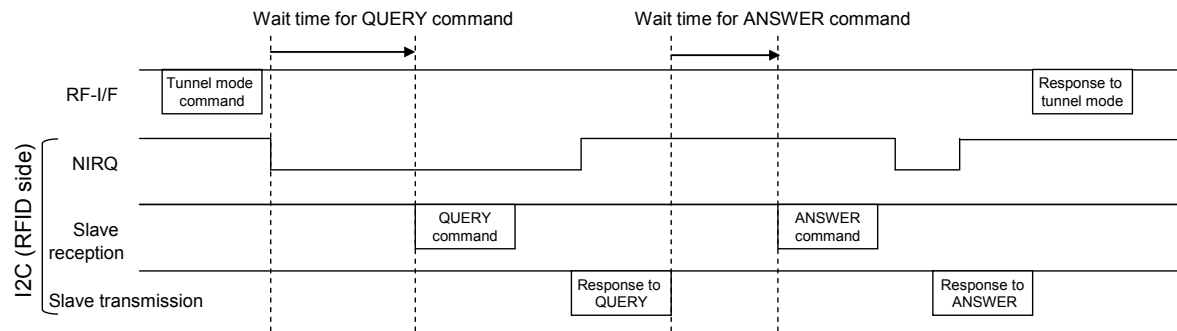 Wait time for QUERY command
Wait time for ANSWER command
RF-I/F
Tunnel mode
command
Response to
tunnel mode
I2C (RFID side)
NIRQ
Slave
reception
QUERY
command
ANSWER
command
Slave transmission
Response to
QUERY
Response to
ANSWER